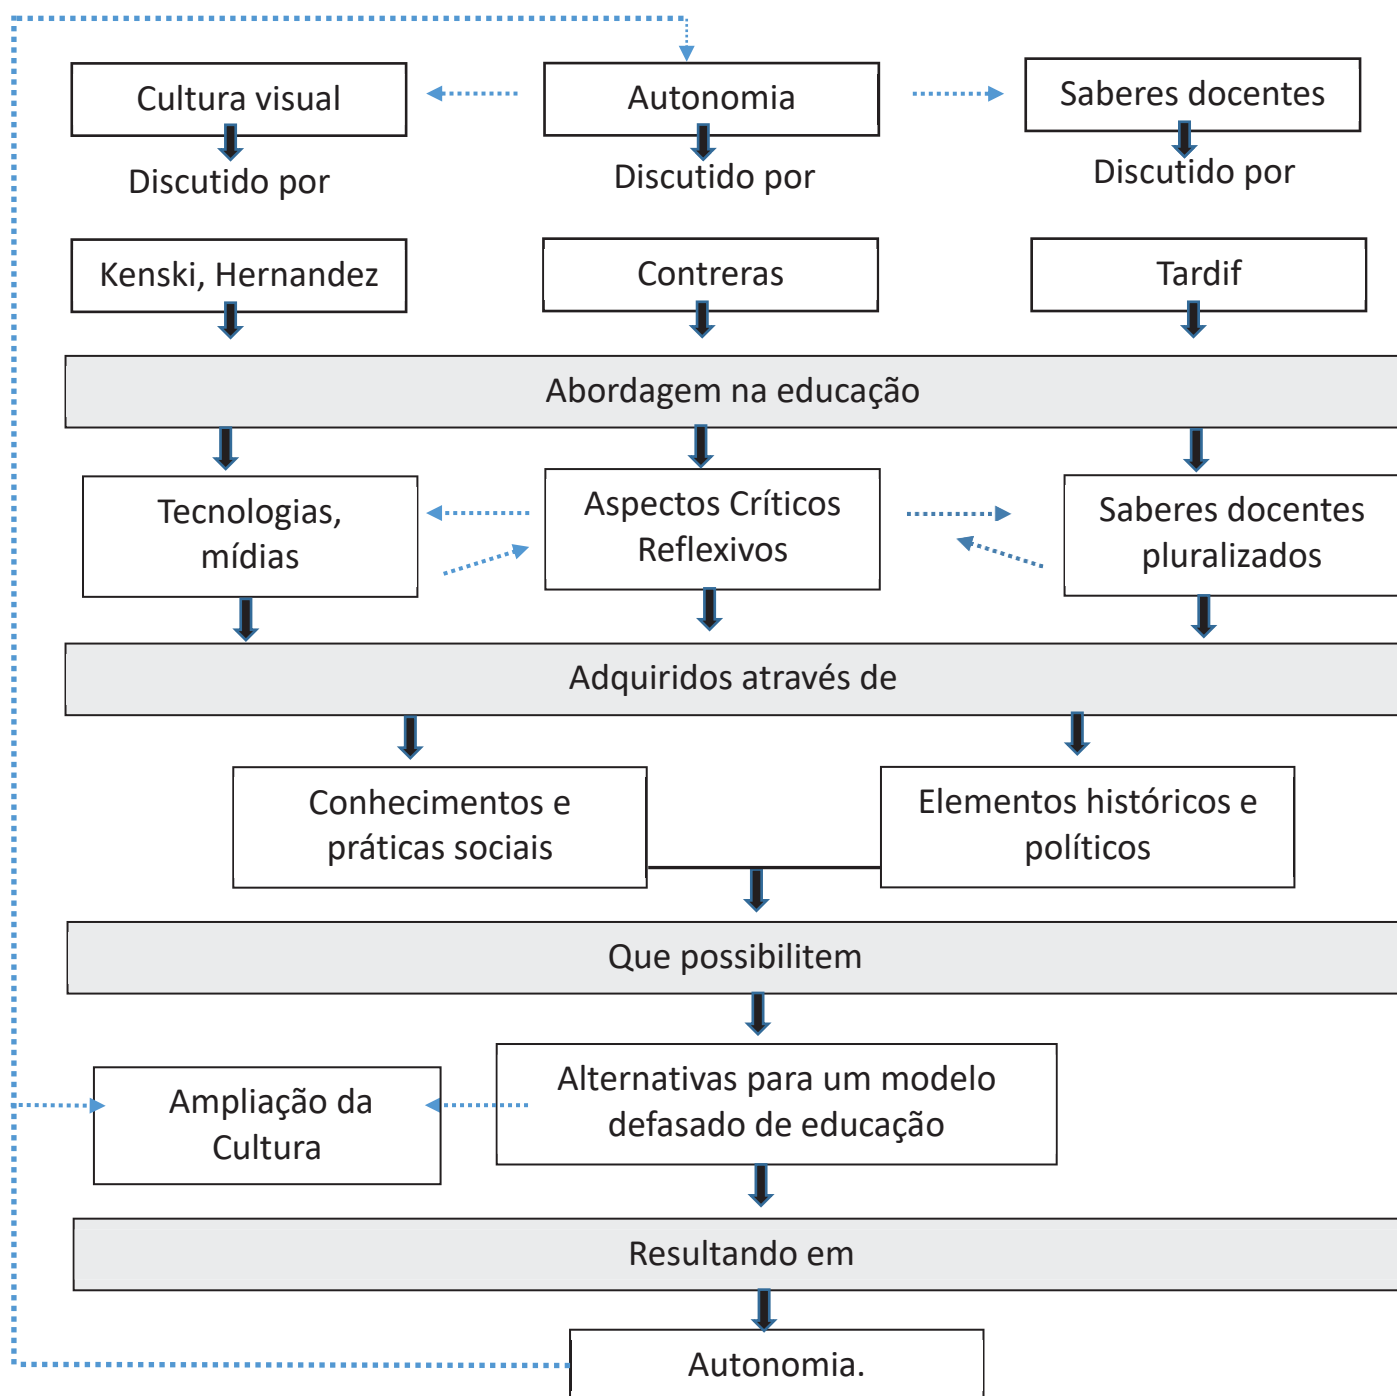 Cultura visual
Autonomia
Saberes docentes
Discutido por
Discutido por
Discutido por
Kenski, Hernandez
Contreras
Tardif
Abordagem na educação
Tecnologias,
mídias
Aspectos Críticos
Reflexivos
Saberes docentes
pluralizados
Adquiridos através de
Conhecimentos e
práticas sociais
Elementos históricos e
políticos
Que possibilitem
Ampliação da
Cultura
Alternativas para um modelo
defasado de educação
Resultando em
Autonomia.